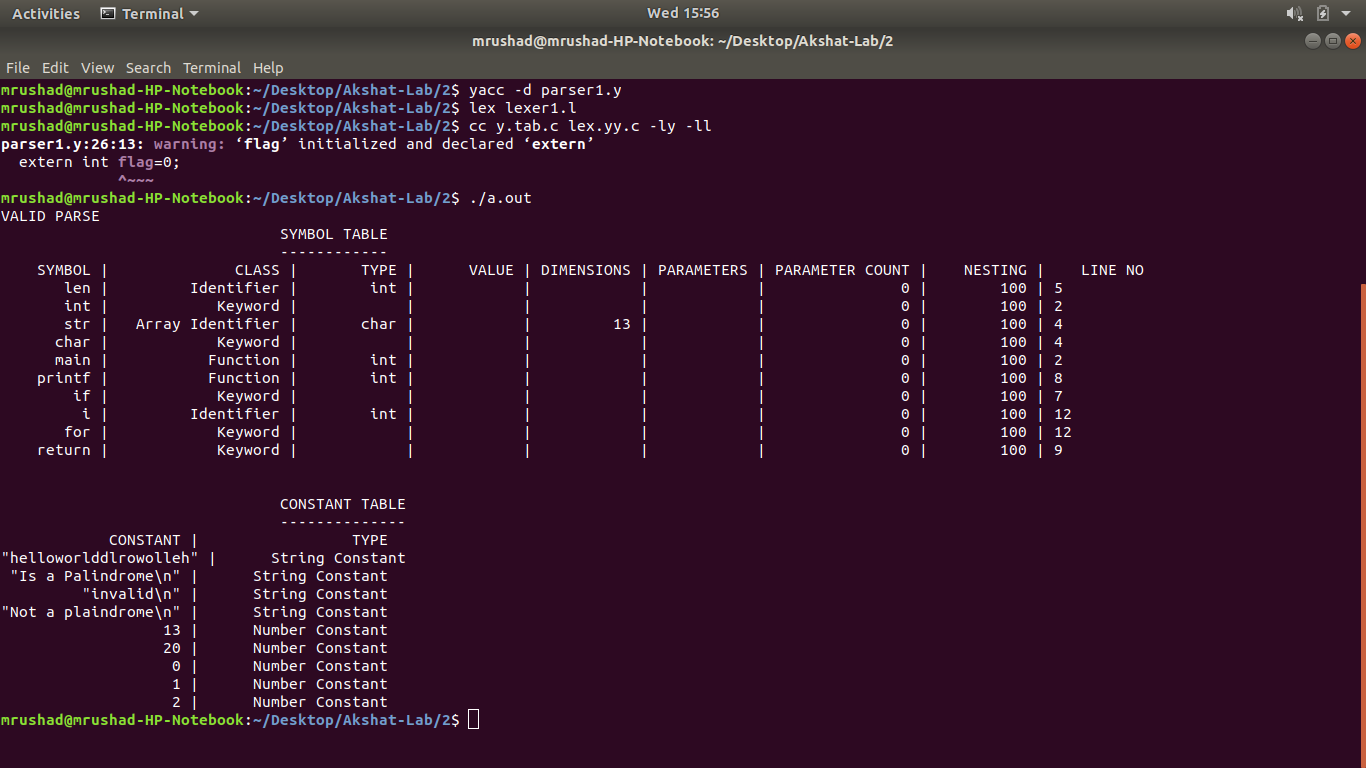 Activities Terminal Wed 15:56
mrushad@mrushad-HP-Notebook: ~/Desktop/Akshat-Lab/2
File Edit View Search Terminal Help
mrushad@mrushad-HP-Notebook:~/Desktop/Akshat-Lab/2$ yacc -d parser1.y
mrushad@mrushad-HP-Notebook:~/Desktop/Akshat-Lab/2$ lex lexer1.l
mrushad@mrushad-HP-Notebook:~/Desktop/Akshat-Lab/2$ cc y.tab.c lex.yy.c -ly -ll
parser1.y:26:13: warning: ‘flag’ initialized and declared ‘extern’
  extern int flag=0;
             ^~~~
mrushad@mrushad-HP-Notebook:~/Desktop/Akshat-Lab/2$ ./a.out
VALID PARSE
                               SYMBOL TABLE
                               ------------
    SYMBOL |              CLASS |       TYPE |      VALUE | DIMENSIONS | PARAMETERS | PARAMETER COUNT |    NESTING |    LINE NO
       len |         Identifier |        int |            |            |            |               0 |        100 | 5
       int |            Keyword |            |            |            |            |               0 |        100 | 2
       str |   Array Identifier |       char |            |         13 |            |               0 |        100 | 4
      char |            Keyword |            |            |            |            |               0 |        100 | 4
      main |           Function |        int |            |            |            |               0 |        100 | 2
    printf |           Function |        int |            |            |            |               0 |        100 | 8
        if |            Keyword |            |            |            |            |               0 |        100 | 7
         i |         Identifier |        int |            |            |            |               0 |        100 | 12
       for |            Keyword |            |            |            |            |               0 |        100 | 12
    return |            Keyword |            |            |            |            |               0 |        100 | 9
                               CONSTANT TABLE
                               --------------
            CONSTANT |                 TYPE
"helloworlddlrowolleh" |      String Constant
 "Is a Palindrome\n" |      String Constant
         "invalid\n" |      String Constant
"Not a plaindrome\n" |      String Constant
                  13 |      Number Constant
                  20 |      Number Constant
                   0 |      Number Constant
                   1 |      Number Constant
                   2 |      Number Constant
mrushad@mrushad-HP-Notebook:~/Desktop/Akshat-Lab/2$